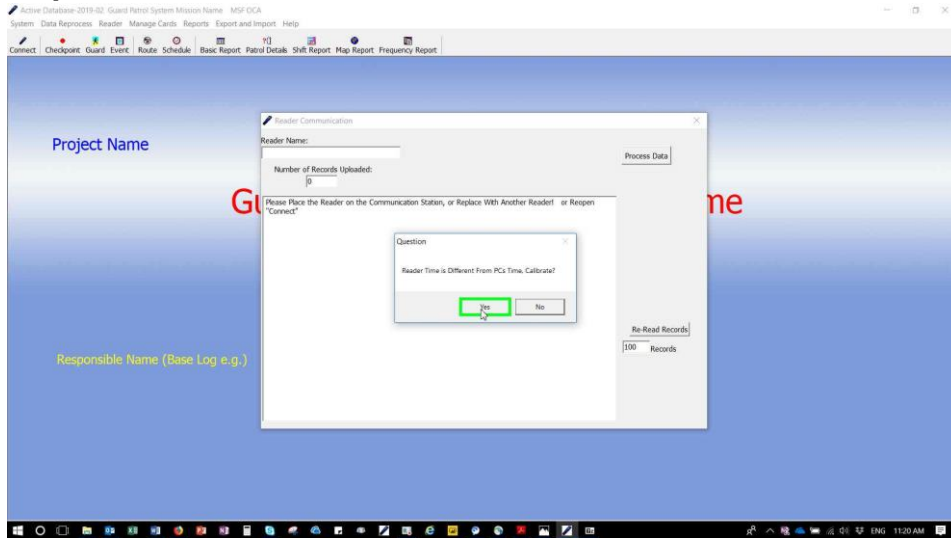 Active Database-2019-02 Guard Patrol System Mission Name MSF OCA
System Data Reprocess Reader Manage Cards Reports Export and Import Help
Connect Checkpoint Guard Event Route Schedule Basic Report Patrol Details Shift Report Map Report Frequency Report
Reader Communication
Project Name
Reader Name:
Process Data
Number of Records Uploaded:
0
Gu
me
Please Place the Reader on the Communication Station, or Replace With Another Reader! or Reopen
"Connect"
Question
Reader Time is Different From PCs Time, Calibrate?
Yes No
Re-Read Records
100 Records
Responsible Name (Base Log e.g.)
ENG 11:20 AM